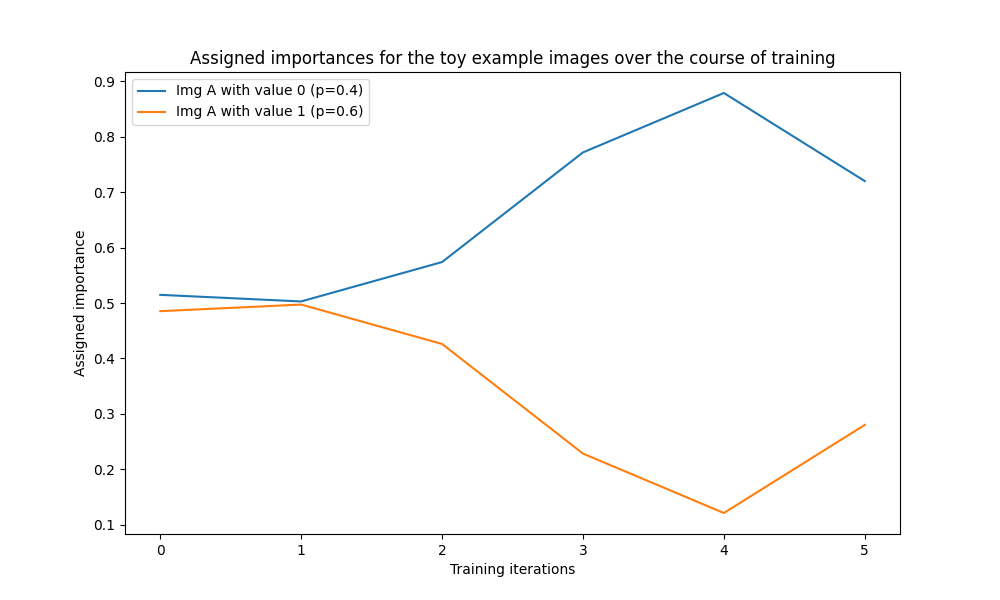 Assigned importances for the toy example images over the course of training
Img A with value 0 (p=0.4)
Img A with value 1 (p=0.6)
0.9
0.8
0.7
0.6
0.5
0.4
0.3
0.2
0.1
Assigned importance
0 1 2 3 4 5
Training iterations